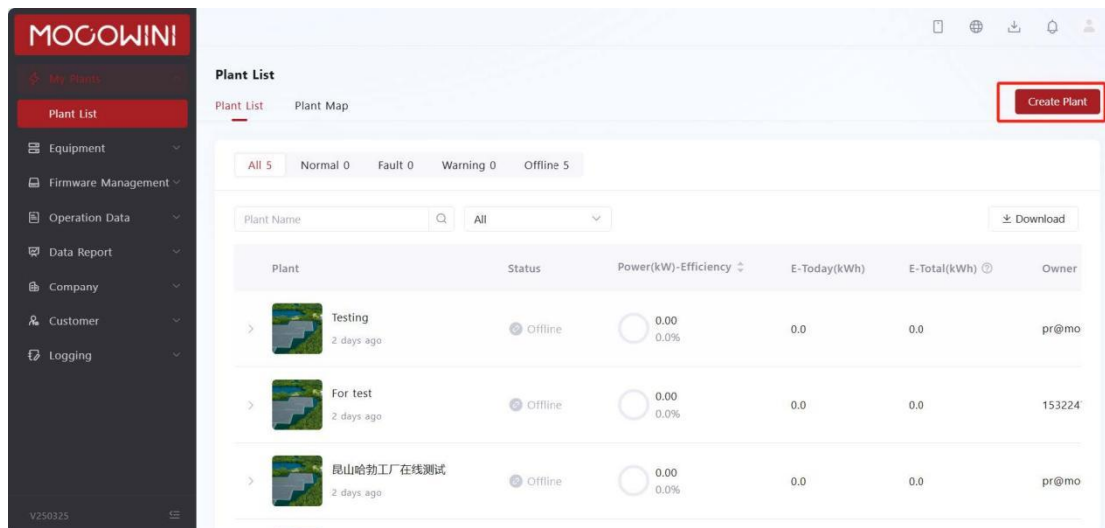 MOCOWINI
My Plants
Plant List
Equipment
Firmware Management
Operation Data
Data Report
Company
Customer
Logging
V250325
Plant List
Plant List Plant Map
Create Plant
All 5 Normal 0 Fault 0 Warning 0 Offline 5
Plant Name All Download
Plant Status Power(kW)-Efficiency E-Today(kWh) E-Total(kWh) Owner
Testing
2 days ago
Offline
0.00
0.0%
0.0
0.0
pr@mo
For test
2 days ago
Offline
0.00
0.0%
0.0
0.0
153224
昆山哈勃工厂在线测试
2 days ago
Offline
0.00
0.0%
0.0
0.0
pr@mo